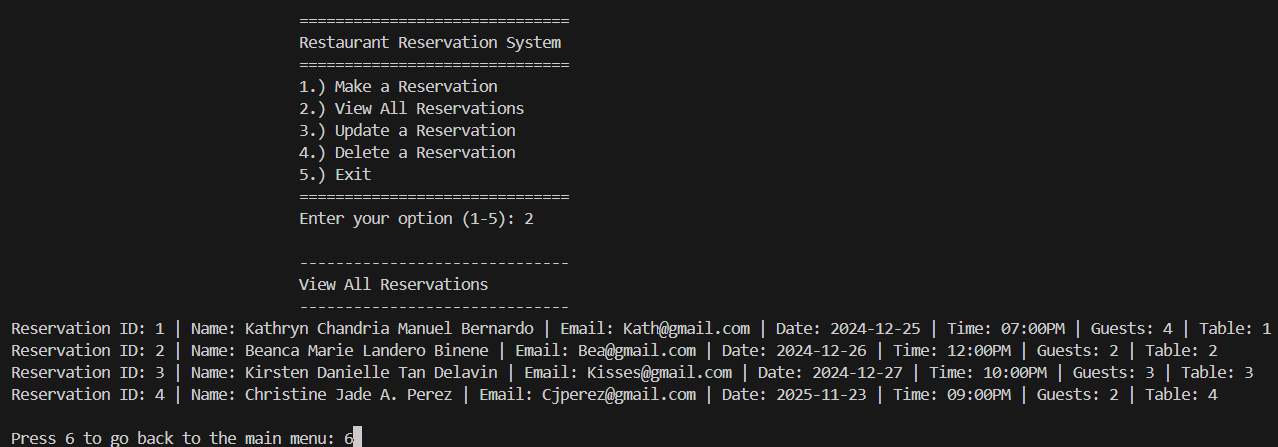 ==============================
Restaurant Reservation System
==============================
1.) Make a Reservation
2.) View All Reservations
3.) Update a Reservation
4.) Delete a Reservation
5.) Exit
==============================
Enter your option (1-5): 2
------------------------------
View All Reservations
------------------------------
Reservation ID: 1 | Name: Kathryn Chandria Manuel Bernardo | Email: Kath@gmail.com | Date: 2024-12-25 | Time: 07:00PM | Guests: 4 | Table: 1
Reservation ID: 2 | Name: Beanca Marie Landero Binene | Email: Bea@gmail.com | Date: 2024-12-26 | Time: 12:00PM | Guests: 2 | Table: 2
Reservation ID: 3 | Name: Kirsten Danielle Tan Delavin | Email: Kisses@gmail.com | Date: 2024-12-27 | Time: 10:00PM | Guests: 3 | Table: 3
Reservation ID: 4 | Name: Christine Jade A. Perez | Email: Cjperez@gmail.com | Date: 2025-11-23 | Time: 09:00PM | Guests: 2 | Table: 4
Press 6 to go back to the main menu: 6